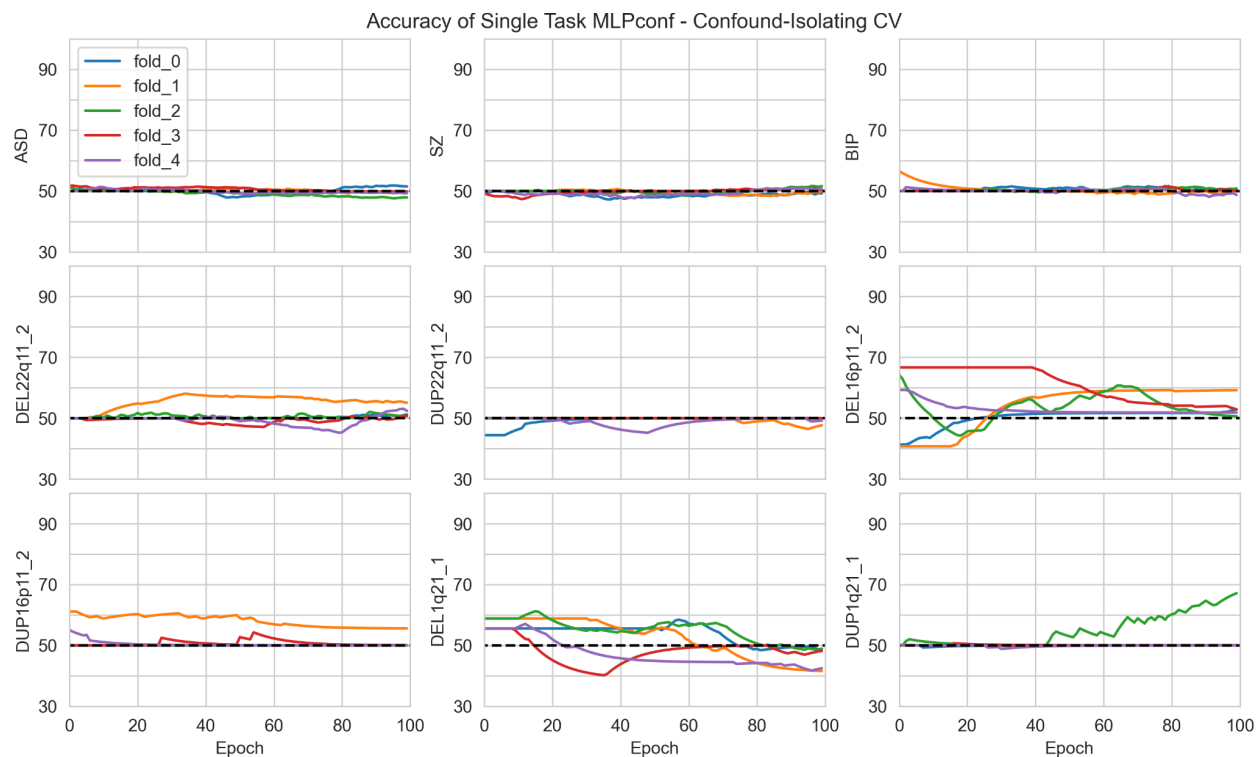 Accuracy of Single Task MLPconf - Confound-Isolating CV
90
70
50
30
ASD
fold_0
fold_1
fold_2
fold_3
fold_4
90
70
50
30
SZ
90
70
50
30
BIP
90
70
50
30
DEL22q11_2
90
70
50
30
DUP22q11_2
90
70
50
30
DEL16p11_2
90
70
50
30
DUP16p11_2
0 20 40 60 80 100
Epoch
90
70
50
30
DEL1q21_1
0 20 40 60 80 100
Epoch
90
70
50
30
DUP1q21_1
0 20 40 60 80 100
Epoch